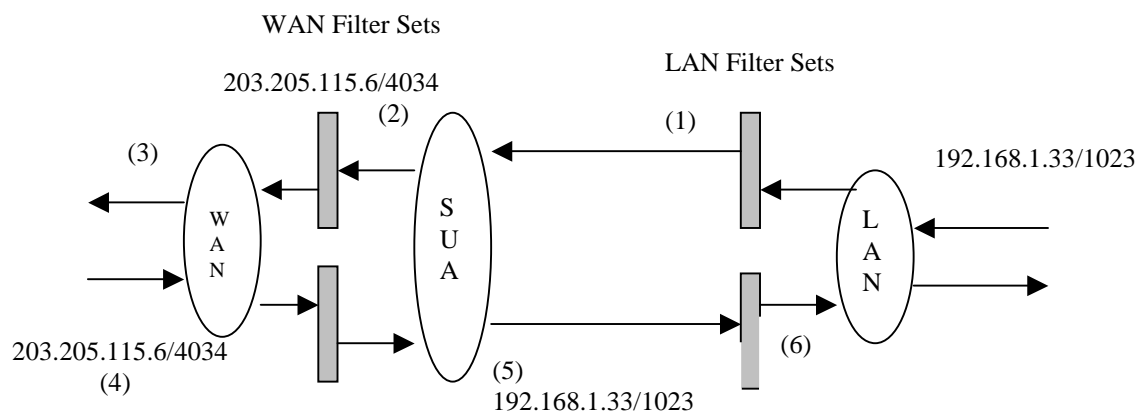 WAN Filter Sets
LAN Filter Sets
203.205.115.6/4034
(2)
(1)
(3)
192.168.1.33/1023
W
A
N
S
U
A
L
A
N
203.205.115.6/4034
(4)
(5)
192.168.1.33/1023
(6)